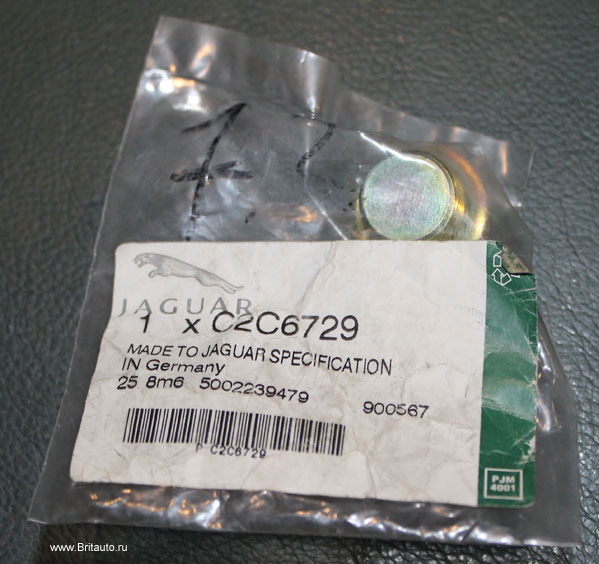 JAGUAR
1 x C2C6729
MADE TO JAGUAR SPECIFICATION
IN Germany
25 8m6 5002239479 900567
P C2C6729
PJM
4001
www.Britauto.ru